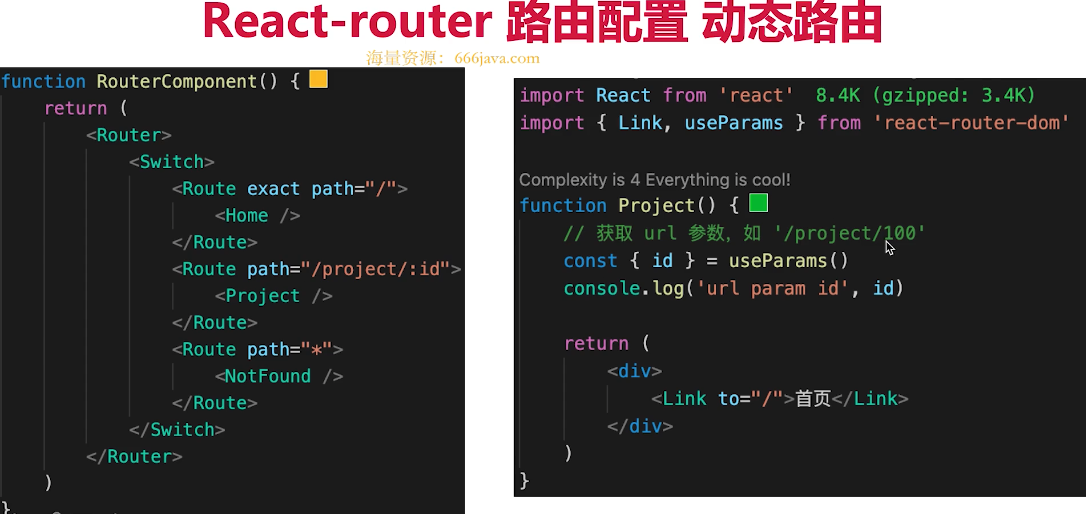 React-router 路由配置 动态路由
海量资源：666java.com
function RouterComponent() {
return (
<Router>
<Switch>
<Route exact path="/">
<Home />
</Route>
<Route path="/project/:id">
<Project />
</Route>
<Route path="*">
<NotFound />
</Route>
</Switch>
</Router>
)
}
import React from 'react' 8.4K (gzipped: 3.4K)
import { Link, useParams } from 'react-router-dom'
Complexity is 4 Everything is cool!
function Project() {
// 获取 url 参数，如 '/project/100'
const { id } = useParams()
console.log('url param id', id)
return (
<div>
<Link to="/">首页</Link>
</div>
)
}